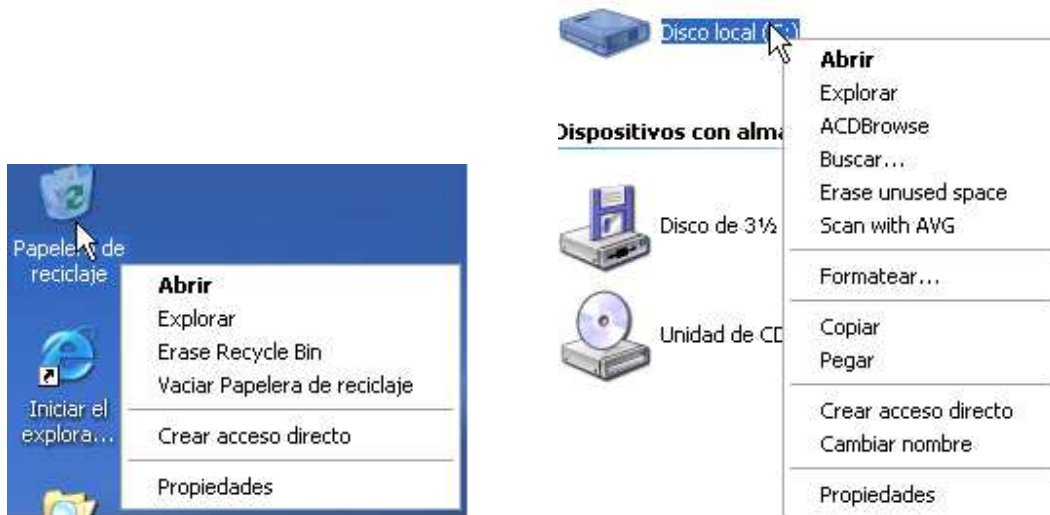 Papelera de
reciclaje
Abrir
Explorar
Erase Recycle Bin
Vaciar Papelera de reciclaje
Crear acceso directo
Propiedades
Iniciar el
explora...
Disco local
Dispositivos con
Disco de 3½
Unidad de
Abrir
Explorar
ACDBrowse
Buscar...
Erase unused space
Scan with AVG
Formatear...
Copiar
Pegar
Crear acceso directo
Cambiar nombre
Propiedades